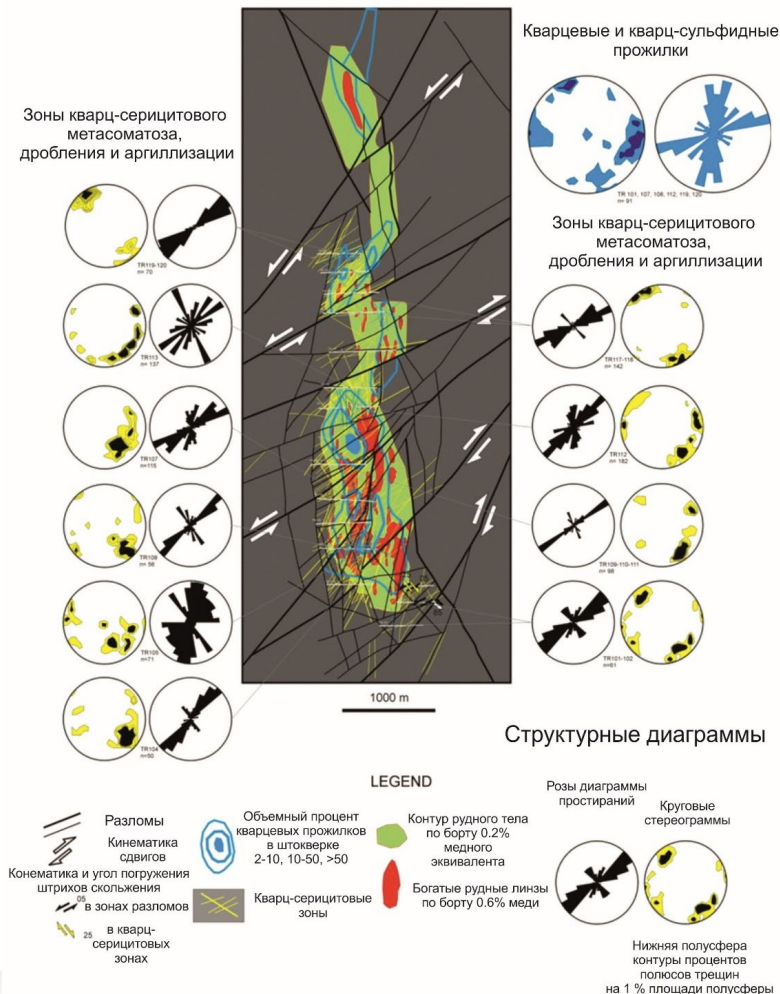 Кварцевые и кварц-сульфидные
прожилки
TR 101, 107, 108, 112, 119, 120
n= 91
Зоны кварц-серицитового
метасоматоза,
дробления и аргиллизации
TR119-120
n= 70
TR113
n= 137
TR107
n=115
TR108
n= 56
TR105
n=71
TR104
n=50
Зоны кварц-серицитового
метасоматоза,
дробления и аргиллизации
TR117-118
n= 142
TR112
n= 182
TR109-110-111
n= 98
TR101-102
n=61
1000 m
Структурные диаграммы
LEGEND
Разломы
Кинематика
сдвигов
Конематика и угол погружения
штрихов скольжения
05
в зонах разломов
25
в кварц-
серицитовых
зонах
Объемный процент
кварцевых прожилков
в штокверке
2-10, 10-50, >50
Кварц-серицитовые
зоны
Контур рудного тела
по борту 0.2%
медного
эквивалента
Богатые рудные линзы
по борту 0.6% меди
Розы диаграммы
простираний
Круговые
стереограммы
Нижняя полусфера
контуры процентов
полюсов трещин
на 1 % площади полусферы